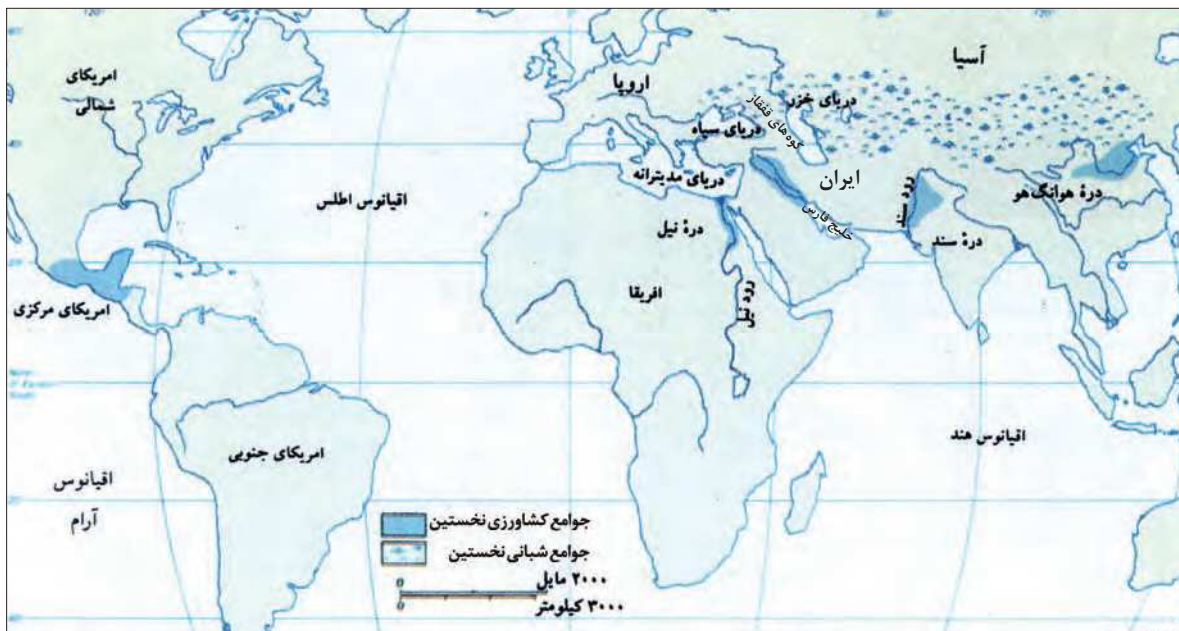 آسیا
امریکای
شمالی
اروپا
دریای خزر
کوه‌های قفقاز
دریای سیاه
دریای مدیترانه
ایران
خلیج فارس
رود سند
درهٔ سند
درهٔ هوانگ‌هو
اقیانوس اطلس
درهٔ نیل
رود نیل
افریقا
امریکای مرکزی
امریکای جنوبی
اقیانوس هند
اقیانوس
آرام
جوامع کشاورزی نخستین
جوامع شبانی نخستین
۲۰۰۰ مایل
0
۳۰۰۰ کیلومتر
0